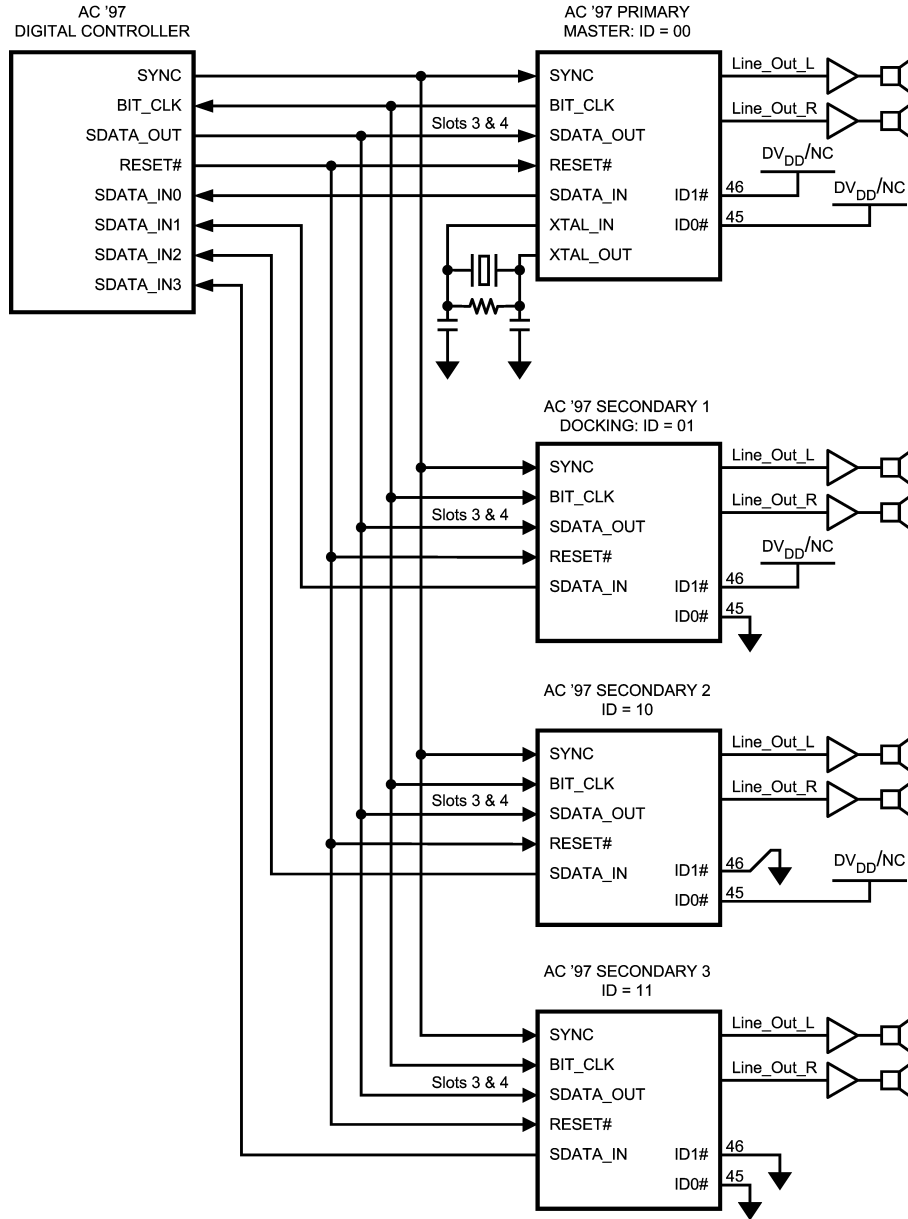 AC '97
DIGITAL CONTROLLER
SYNC
BIT_CLK
SDATA_OUT
RESET#
SDATA_IN0
SDATA_IN1
SDATA_IN2
SDATA_IN3
AC '97 PRIMARY
MASTER: ID = 00
SYNC
BIT_CLK
Slots 3 & 4
SDATA_OUT
RESET#
SDATA_IN
XTAL_IN
XTAL_OUT
Line_Out_L
Line_Out_R
DVDD/NC
ID1# 46
DVDD/NC
ID0# 45
AC '97 SECONDARY 1
DOCKING: ID = 01
SYNC
BIT_CLK
Slots 3 & 4
SDATA_OUT
RESET#
SDATA_IN
Line_Out_L
Line_Out_R
DVDD/NC
ID1# 46
ID0# 45
AC '97 SECONDARY 2
ID = 10
SYNC
BIT_CLK
Slots 3 & 4
SDATA_OUT
RESET#
SDATA_IN
Line_Out_L
Line_Out_R
ID1# 46
DVDD/NC
ID0# 45
AC '97 SECONDARY 3
ID = 11
SYNC
BIT_CLK
Slots 3 & 4
SDATA_OUT
RESET#
SDATA_IN
Line_Out_L
Line_Out_R
ID1# 46
ID0# 45